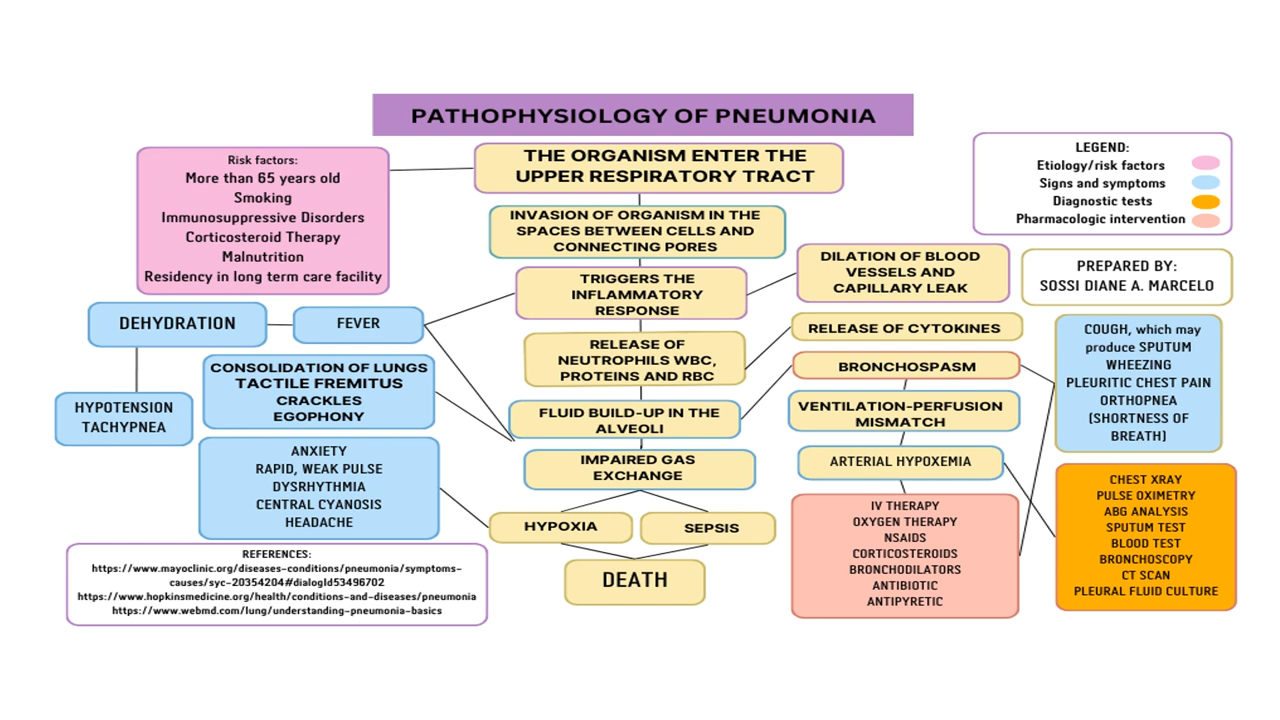 PATHOPHYSIOLOGY OF PNEUMONIA
Risk factors:
More than 65 years old
Smoking
Immunosuppressive Disorders
Corticosteroid Therapy
Malnutrition
Residency in long term care facility
THE ORGANISM ENTER THE
UPPER RESPIRATORY TRACT
LEGEND:
Etiology/risk factors
Signs and symptoms
Diagnostic tests
Pharmacologic intervention
INVASION OF ORGANISM IN THE
SPACES BETWEEN CELLS AND
CONNECTING PORES
TRIGGERS THE
INFLAMMATORY
RESPONSE
DILATION OF BLOOD
VESSELS AND
CAPILLARY LEAK
PREPARED BY:
SOSSI DIANE A. MARCELO
DEHYDRATION
FEVER
HYPOTENSION
TACHYPNEA
RELEASE OF
NEUTROPHILS WBC,
PROTEINS AND RBC
RELEASE OF CYTOKINES
CONSOLIDATION OF LUNGS
TACTILE FREMITUS
CRACKLES
EGOPHONY
FLUID BUILD-UP IN THE
ALVEOLI
BRONCHOSPASM
VENTILATION-PERFUSION
MISMATCH
ARTERIAL HYPOXEMIA
COUGH, which may
produce SPUTUM
WHEEZING
PLEURITIC CHEST PAIN
ORTHOPNEA
(SHORTNESS OF
BREATH)
ANXIETY
RAPID, WEAK PULSE
DYSRHYTHMIA
CENTRAL CYANOSIS
HEADACHE
IMPAIRED GAS
EXCHANGE
HYPOXIA
SEPSIS
DEATH
IV THERAPY
OXYGEN THERAPY
NSAIDS
CORTICOSTEROIDS
BRONCHODILATORS
ANTIBIOTIC
ANTIPYRETIC
CHEST XRAY
PULSE OXIMETRY
ABG ANALYSIS
SPUTUM TEST
BLOOD TEST
BRONCHOSCOPY
CT SCAN
PLEURAL FLUID CULTURE
REFERENCES:
https://www.mayoclinic.org/diseases-conditions/pneumonia/symptoms-
causes/syc-20354204#dialogId53496702
https://www.hopkinsmedicine.org/health/conditions-and-diseases/pneumonia
https://www.webmd.com/lung/understanding-pneumonia-basics